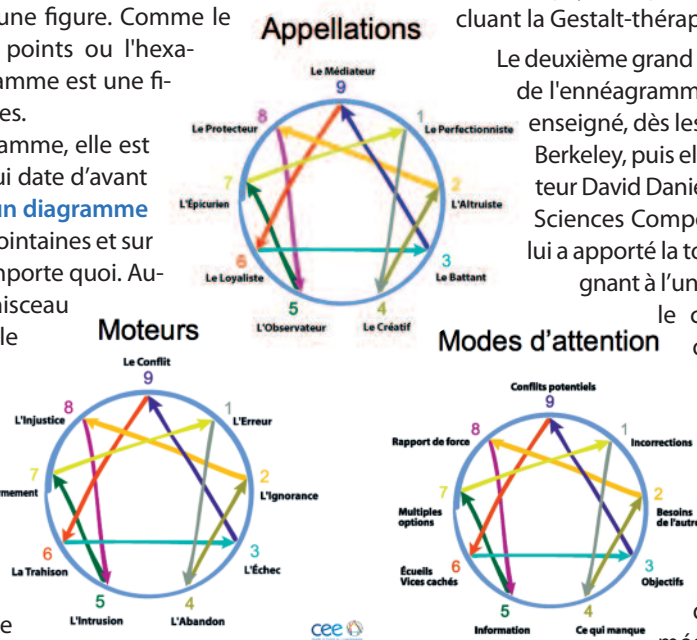 une figure. Comme le
points ou l'hexa-
amme est une fi-
es.
amme, elle est
ui date d'avant
un diagramme
ointaines et sur
mporte quoi. Au-
isceau
le
cluant la Gestalt-thérap
Le deuxième grand
de l'ennéagramm
enseigné, dès les
Berkeley, puis el
teur David Danie
Sciences Compo
lui a apporté la to
gnant à l'un
le
Appellations
Le Médiateur
9
8
Le Protecteur
1
Le Perfectionniste
7
L'Épicurien
2
L'Altruiste
6
Le Loyaliste
3
Le Battant
5
L'Observateur
4
Le Créatif
Moteurs
Le Conflit
9
8
L'Injustice
1
L'Erreur
7
nement
2
L'Ignorance
6
La Trahison
3
L'Échec
5
L'Intrusion
4
L'Abandon
Modes d'attention
Conflits potentiels
9
8
Rapport de force
1
Incorrections
7
Multiples
options
2
Besoins
de l'autre
6
Écueils
Vices cachés
3
Objectifs
5
Information
4
Ce qui manque
e
cee